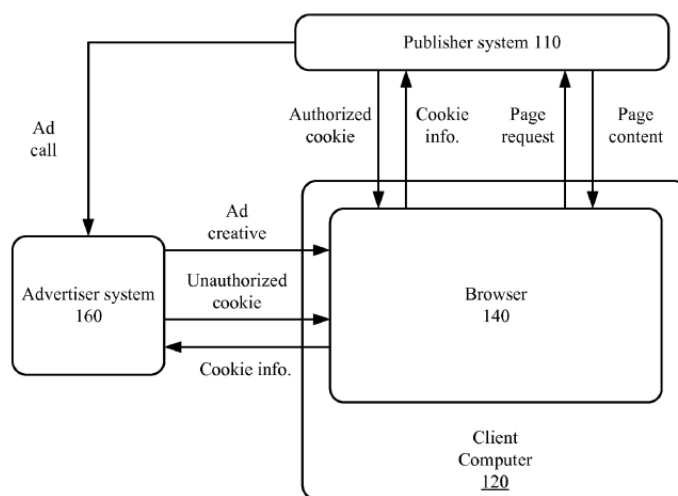 Publisher system 110
Ad
call
Authorized
cookie
Cookie
info.
Page
request
Page
content
Ad
creative
Advertiser system
160
Unauthorized
cookie
Browser
140
Cookie info.
Client
Computer
120